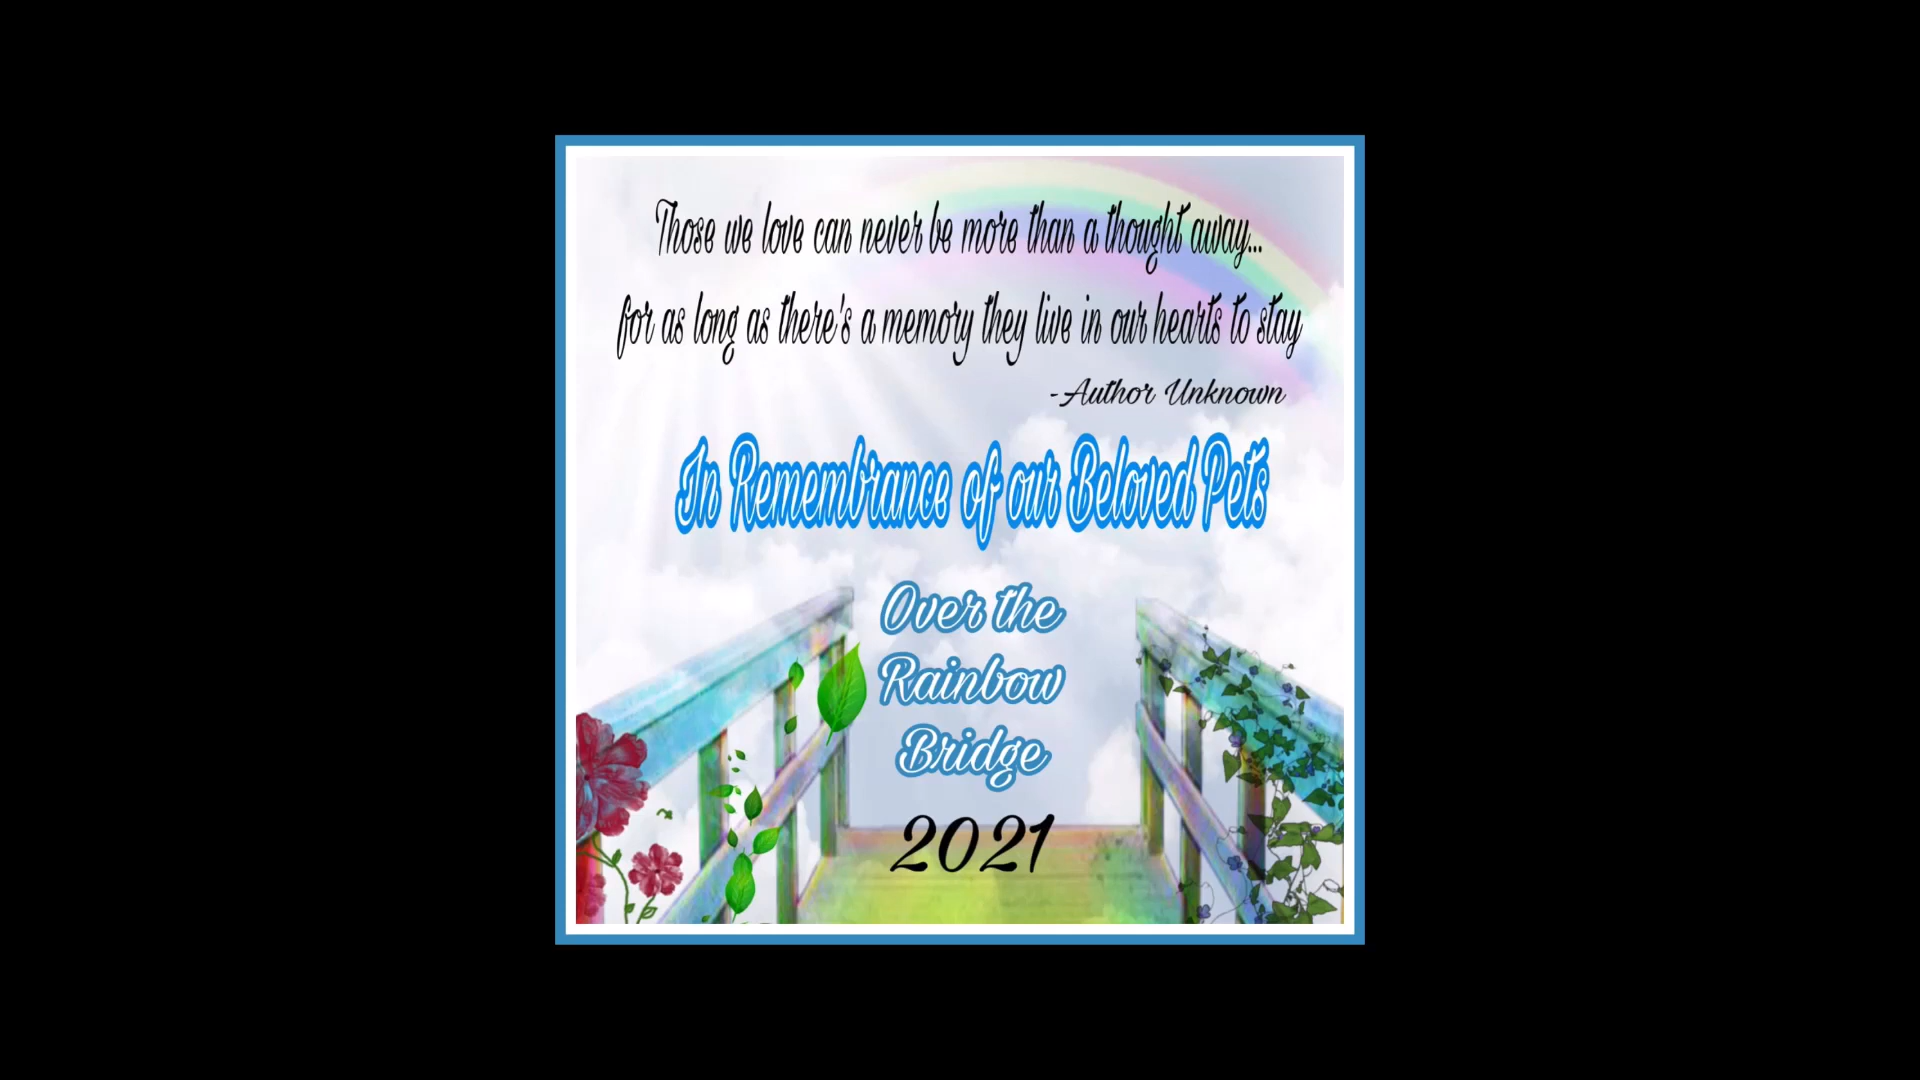 Those we love can never be more than a thought away...
for as long as there's a memory they live in our hearts to stay
-Author Unknown
In Remembrance of our Beloved Pets
Over the
Rainbow
Bridge
2021